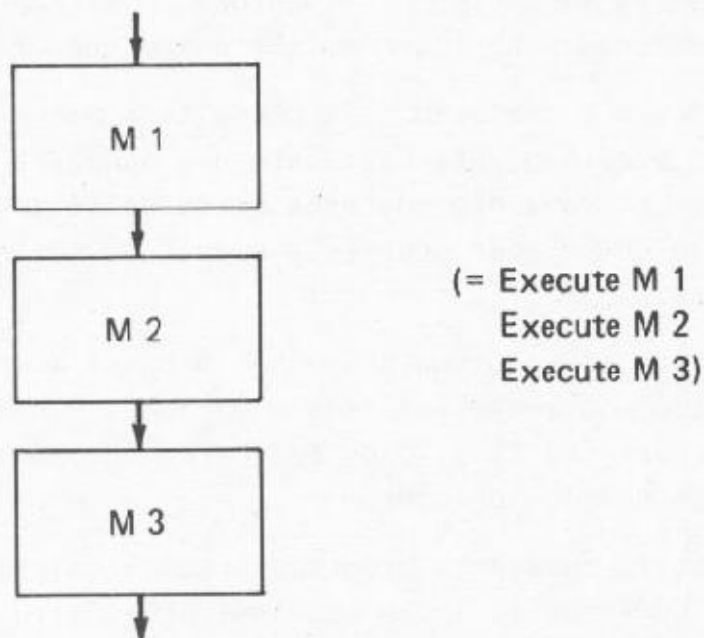 M 1
M 2
(= Execute M 1
Execute M 2
Execute M 3)
M 3